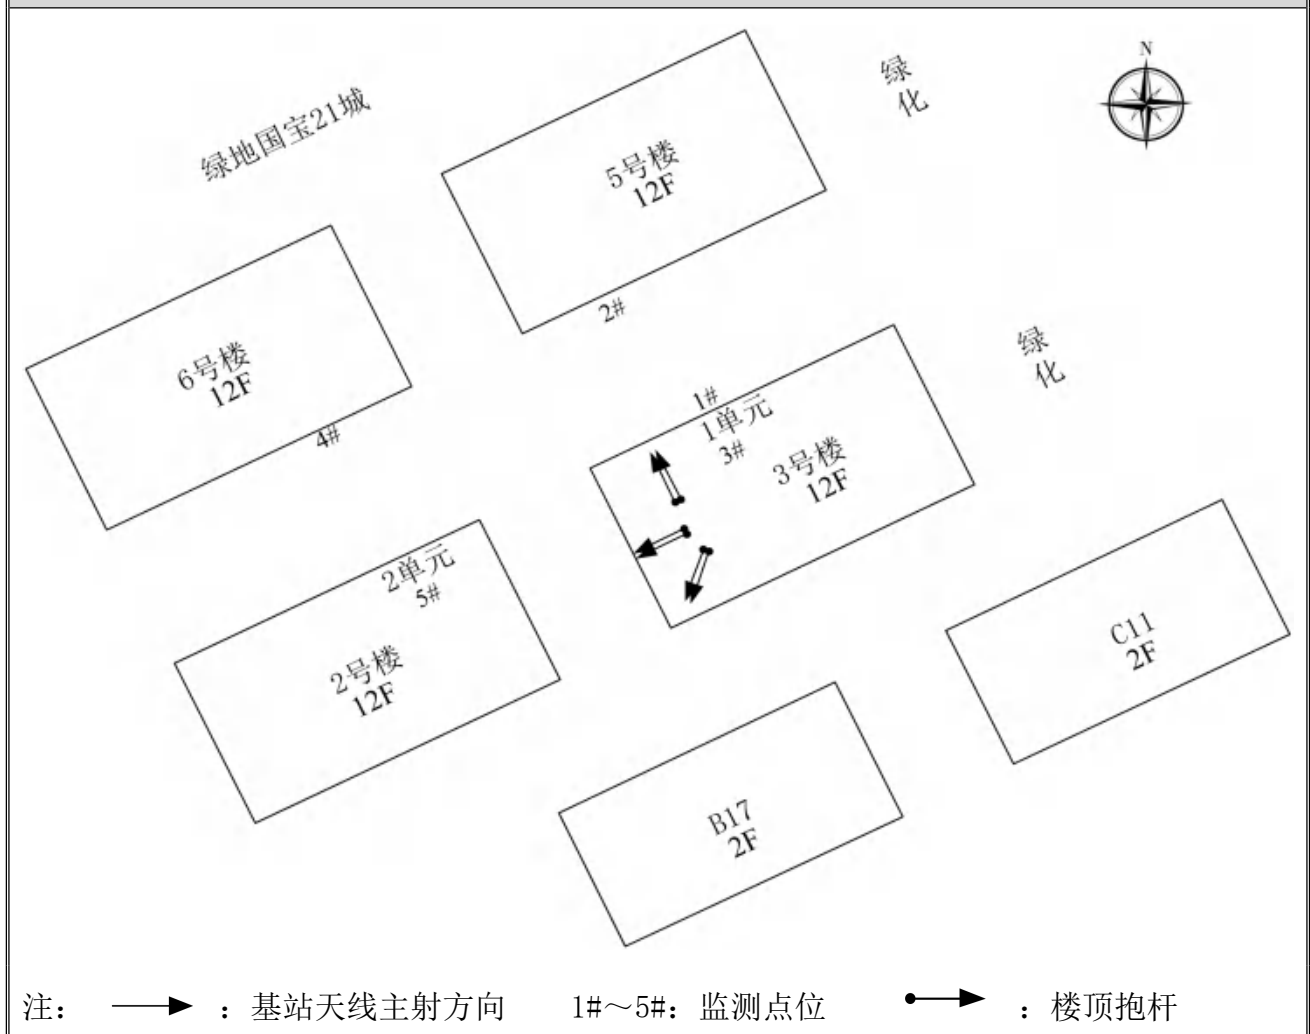 N
绿
化
绿地国宝21城
5号楼
12F
2#
6号楼
12F
4#
绿
化
1#
1单元
3#
3号楼
12F
2单元
5#
2号楼
12F
C11
2F
B17
2F
注： ：基站天线主射方向 1#～5#：监测点位 ：楼顶抱杆